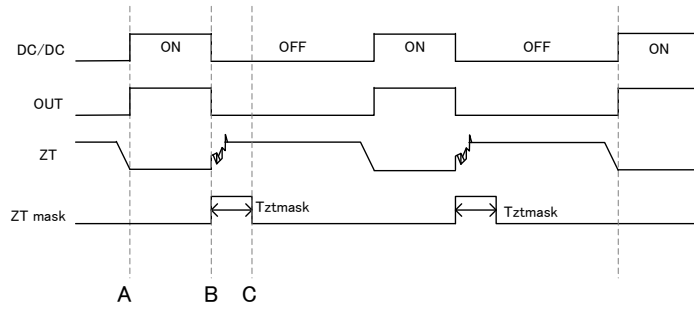 DC/DC ON OFF ON OFF ON
OUT
ZT
ZT mask Tztmask Tztmask
A B C